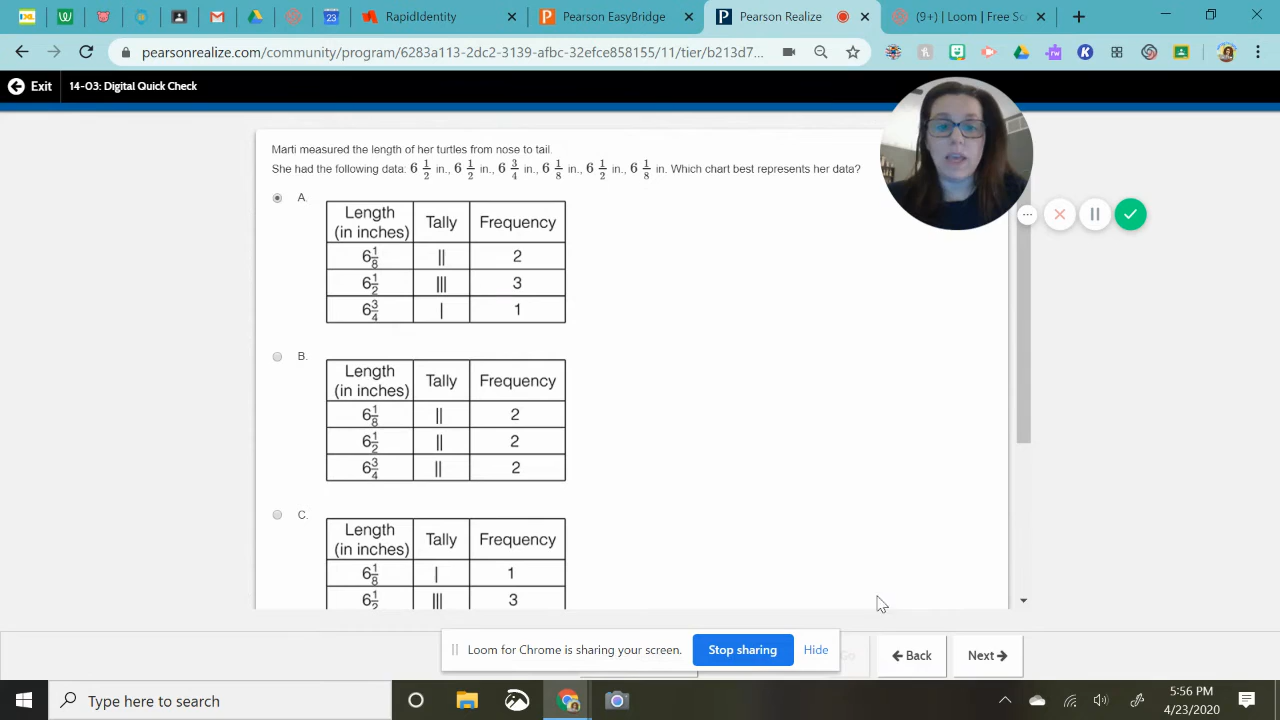 RapidIdentity
Pearson EasyBridge
Pearson Realize
(9+) Loom | Free Sc
pearsonrealize.com/community/program/6283a113-2dc2-3139-afbc-32efce858155/11/tier/b213d7...
Exit
14-03: Digital Quick Check
Marti measured the length of her turtles from nose to tail.
She had the following data: 6 1/2 in., 6 1/2 in., 6 3/4 in., 6 1/8 in., 6 1/2 in., 6 1/8 in. Which chart best represents her data?
A.
Length (in inches) Tally Frequency
6 1/8 || 2
6 1/2 ||| 3
6 3/4 | 1
B.
Length (in inches) Tally Frequency
6 1/8 || 2
6 1/2 || 2
6 3/4 || 2
C.
Length (in inches) Tally Frequency
6 1/8 | 1
6 1/2 ||| 3
Loom for Chrome is sharing your screen.
Stop sharing
Hide
Go
Back
Next
Type here to search
5:56 PM
4/23/2020